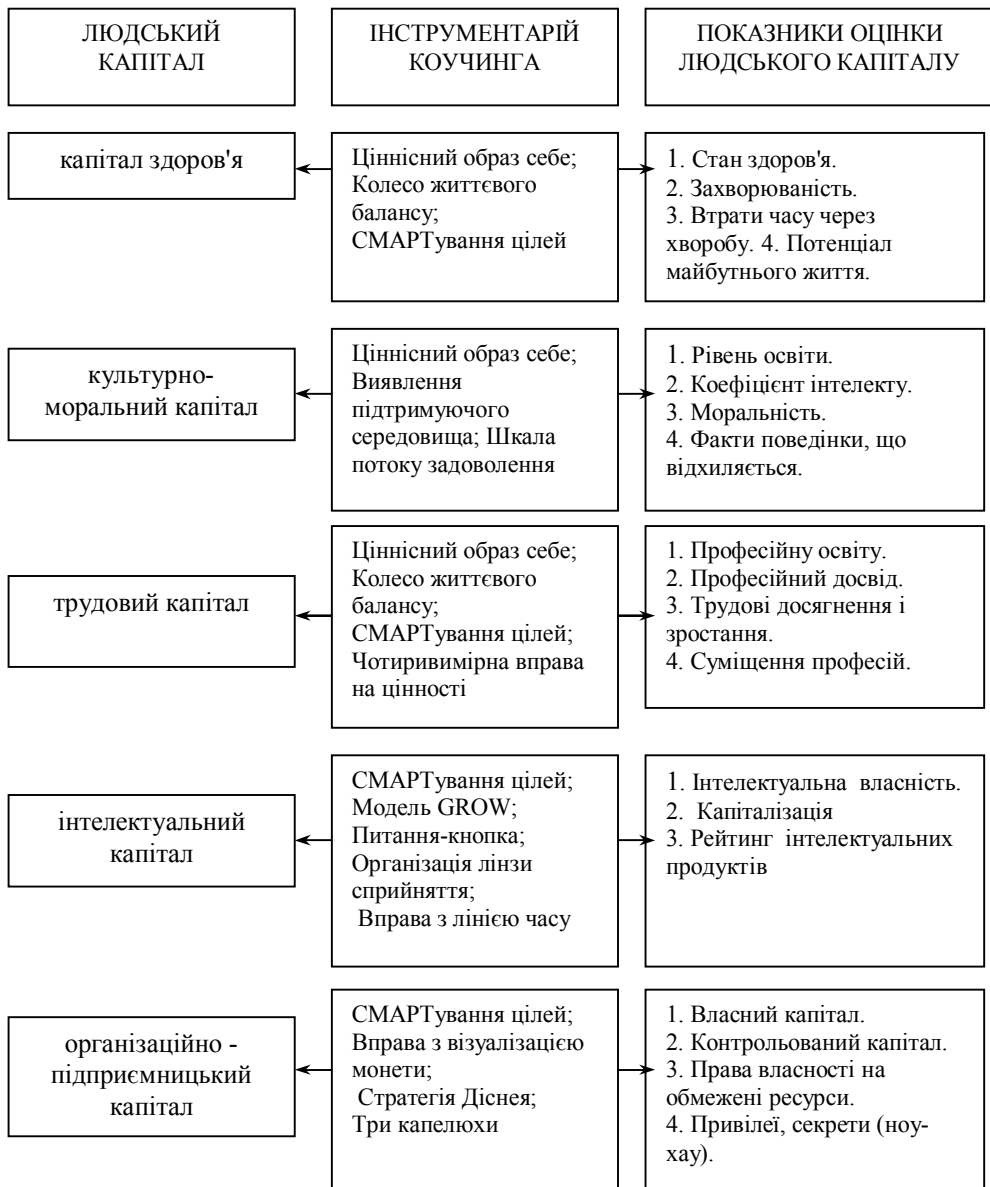 ЛЮДСЬКИЙ
КАПІТАЛ
ІНСТРУМЕНТАРІЙ
КОУЧИНГА
ПОКАЗНИКИ ОЦІНКИ
ЛЮДСЬКОГО КАПІТАЛУ
капітал здоров'я
Ціннісний образ себе;
Колесо життєвого
балансу;
СМАРТування цілей
1. Стан здоров'я.
2. Захворюваність.
3. Втрати часу через
хворобу. 4. Потенціал
майбутнього життя.
культурно-
моральний капітал
Ціннісний образ себе;
Виявлення
підтримуючого
середовища; Шкала
потоку задоволення
1. Рівень освіти.
2. Коефіцієнт інтелекту.
3. Моральність.
4. Факти поведінки, що
відхиляється.
трудовий капітал
Ціннісний образ себе;
Колесо життєвого
балансу;
СМАРТування цілей;
Чотиривимірна вправа
на цінності
1. Професійну освіту.
2. Професійний досвід.
3. Трудові досягнення і
зростання.
4. Суміщення професій.
інтелектуальний
капітал
СМАРТування цілей;
Модель GROW;
Питання-кнопка;
Організація лінзи
сприйняття;
Вправа з лінією часу
1. Інтелектуальна власність.
2. Капіталізація
3. Рейтинг інтелектуальних
продуктів
організаційно -
підприємницький
капітал
СМАРТування цілей;
Вправа з візуалізацією
монети;
Стратегія Діснея;
Три капелюхи
1. Власний капітал.
2. Контрольований капітал.
3. Права власності на
обмежені ресурси.
4. Привілеї, секрети (ноу-
хау).